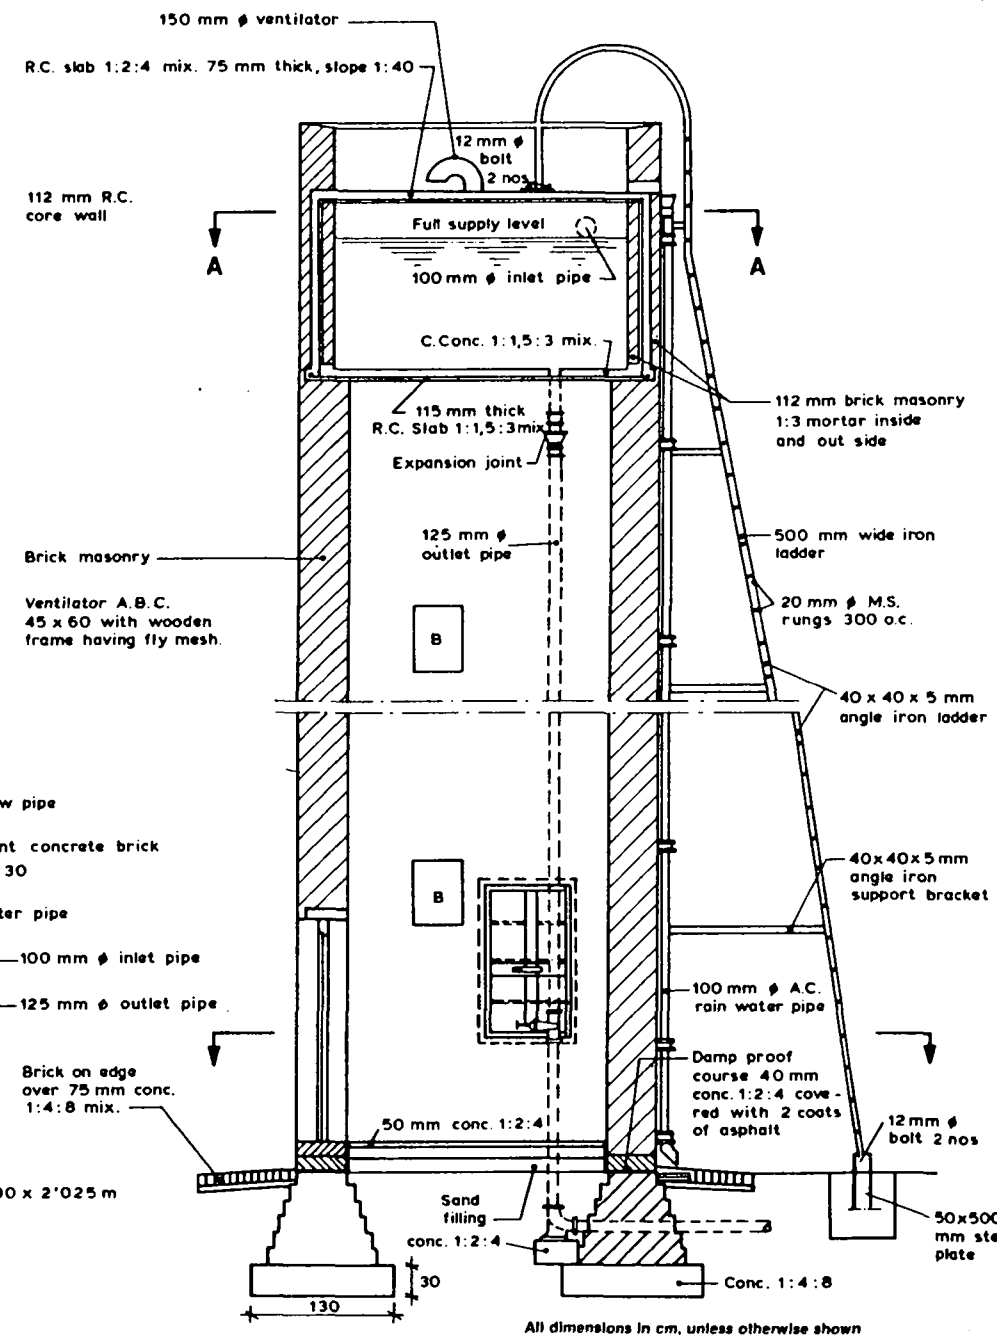 150 mm ϕ ventilator
R.C. slab 1:2:4 mix. 75 mm thick, slope 1:40
12 mm ϕ
bolt
2 nos
112 mm R.C.
core wall
Full supply level
A
A
100 mm ϕ inlet pipe
C.Conc. 1:1,5:3 mix.
115 mm thick
R.C. Slab 1:1,5:3 mix
112 mm brick masonry
1:3 mortar inside
and out side
Expansion joint
125 mm ϕ
outlet pipe
500 mm wide iron
ladder
Brick masonry
Ventilator A.B.C.
45 x 60 with wooden
frame having fly mesh.
20 mm ϕ M.S.
rungs 300 o.c.
B
40 x 40 x 5 mm
angle iron ladder
w pipe
nt concrete brick
30
ter pipe
B
40x40x5 mm
angle iron
support bracket
100 mm ϕ inlet pipe
125 mm ϕ outlet pipe
100 mm ϕ A.C.
rain water pipe
Brick on edge
over 75 mm conc.
1:4:8 mix.
Damp proof
course 40 mm
conc. 1:2:4 cove-
red with 2 coats
of asphalt
50 mm conc. 1:2:4
12 mm ϕ
bolt 2 nos
00 x 2'025 m
Sand
filling
conc. 1:2:4
50x500
mm ste
plate
30
130
Conc. 1:4:8
All dimensions in cm, unless otherwise shown